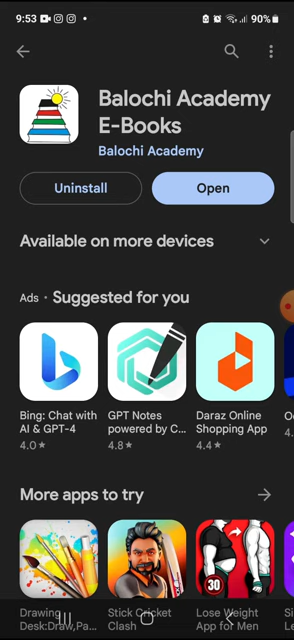 9:53
90%
Balochi Academy
E-Books
Balochi Academy
Uninstall
Open
Available on more devices
Ads • Suggested for you
Bing: Chat with
AI & GPT-4
4.0★
GPT Notes
powered by C...
4.8★
Daraz Online
Shopping App
4.4★
More apps to try
30
Drawing
Desk:Draw,Pa...
Stick Cricket
Clash
Lose Weight
App for Men